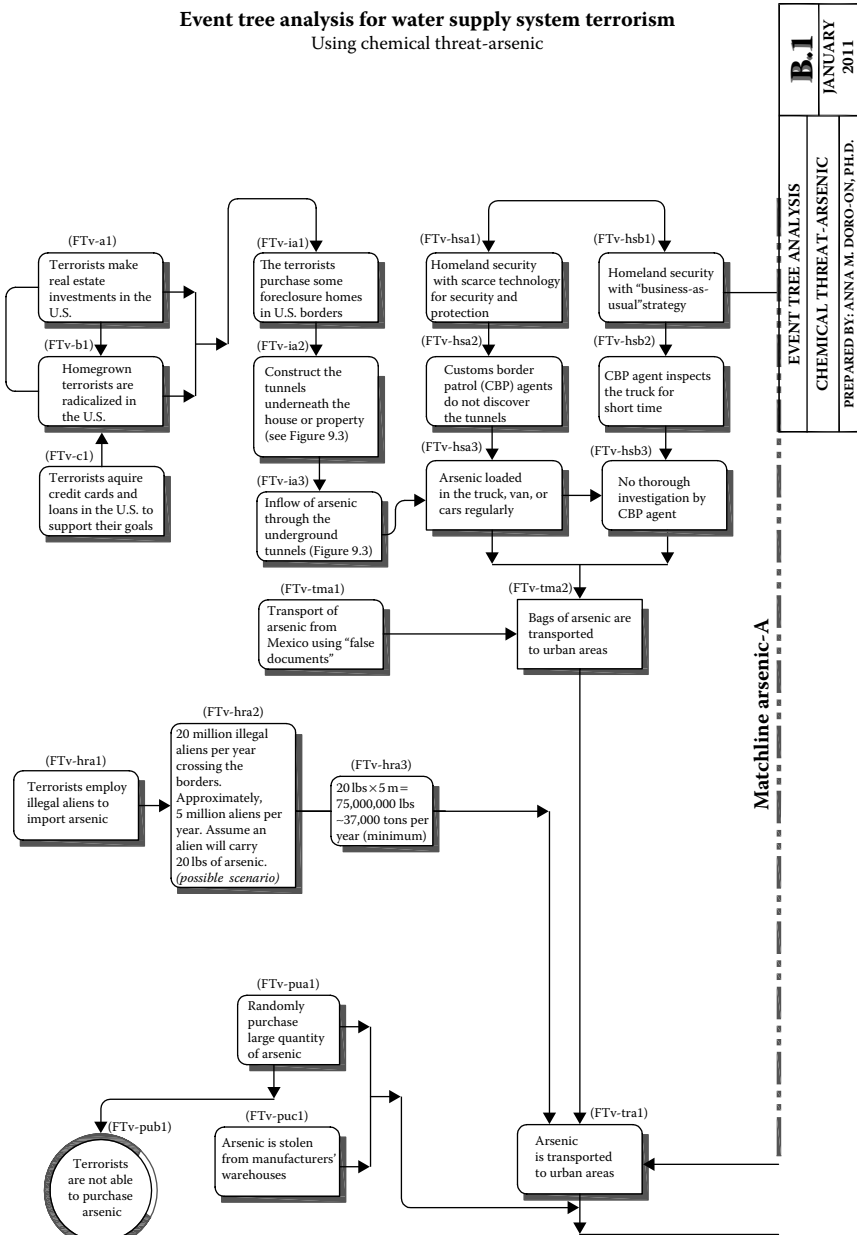 Event tree analysis for water supply system terrorism
Using chemical threat-arsenic
B.1
JANUARY
2011
EVENT TREE ANALYSIS
CHEMICAL THREAT-ARSENIC
PREPARED BY: ANNA M. DORO-ON, PH.D.
(FTv-a1)
Terrorists make
real estate
investments in the
U.S.
(FTv-b1)
Homegrown
terrorists are
radicalized in
the U.S.
(FTv-c1)
Terrorists aquire
credit cards and
loans in the U.S. to
support their goals
(FTv-ia1)
The terrorists
purchase some
foreclosure homes
in U.S. borders
(FTv-ia2)
Construct the
tunnels
underneath the
house or property
(see Figure 9.3)
(FTv-ia3)
Inflow of arsenic
through the
underground
tunnels (Figure 9.3)
(FTv-hsa1)
Homeland security
with scarce technology
for security and
protection
(FTv-hsa2)
Customs border
patrol (CBP) agents
do not discover
the tunnels
(FTv-hsa3)
Arsenic loaded
in the truck, van, or
cars regularly
(FTv-hsb1)
Homeland security
with “business-as-
usual”strategy
(FTv-hsb2)
CBP agent inspects
the truck for
short time
(FTv-hsb3)
No thorough
investigation by
CBP agent
(FTv-tma1)
Transport of
arsenic from
Mexico using “false
documents”
(FTv-tma2)
Bags of arsenic are
transported
to urban areas
Matchline arsenic-A
(FTv-hra1)
Terrorists employ
illegal aliens to
import arsenic
(FTv-hra2)
20 million illegal
aliens per year
crossing the
borders.
Approximately,
5 million aliens per
year. Assume an
alien will carry
20 lbs of arsenic.
(possible scenario)
(FTv-hra3)
20 lbs × 5 m =
75,000,000 lbs
~37,000 tons per
year (minimum)
(FTv-pua1)
Randomly
purchase
large quantity
of arsenic
(FTv-pub1)
Terrorists
are not able
to purchase
arsenic
(FTv-puc1)
Arsenic is stolen
from manufacturers’
warehouses
(FTv-tra1)
Arsenic
is transported
to urban areas